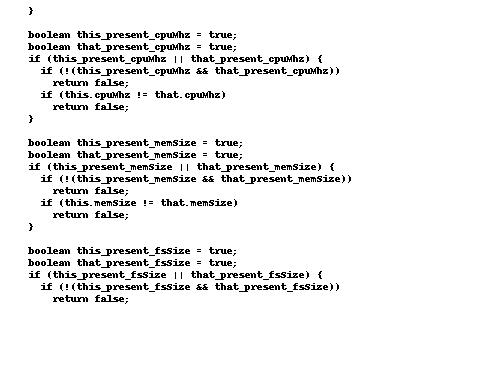 }
boolean this_present_cpuMhz = true;
boolean that_present_cpuMhz = true;
if (this_present_cpuMhz || that_present_cpuMhz) {
if (!(this_present_cpuMhz && that_present_cpuMhz))
return false;
if (this.cpuMhz != that.cpuMhz)
return false;
}
boolean this_present_memSize = true;
boolean that_present_memSize = true;
if (this_present_memSize || that_present_memSize) {
if (!(this_present_memSize && that_present_memSize))
return false;
if (this.memSize != that.memSize)
return false;
}
boolean this_present_fsSize = true;
boolean that_present_fsSize = true;
if (this_present_fsSize || that_present_fsSize) {
if (!(this_present_fsSize && that_present_fsSize))
return false;